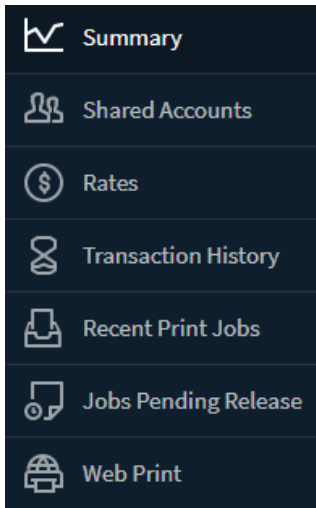 Summary
Shared Accounts
$
Rates
Transaction History
Recent Print Jobs
Jobs Pending Release
Web Print